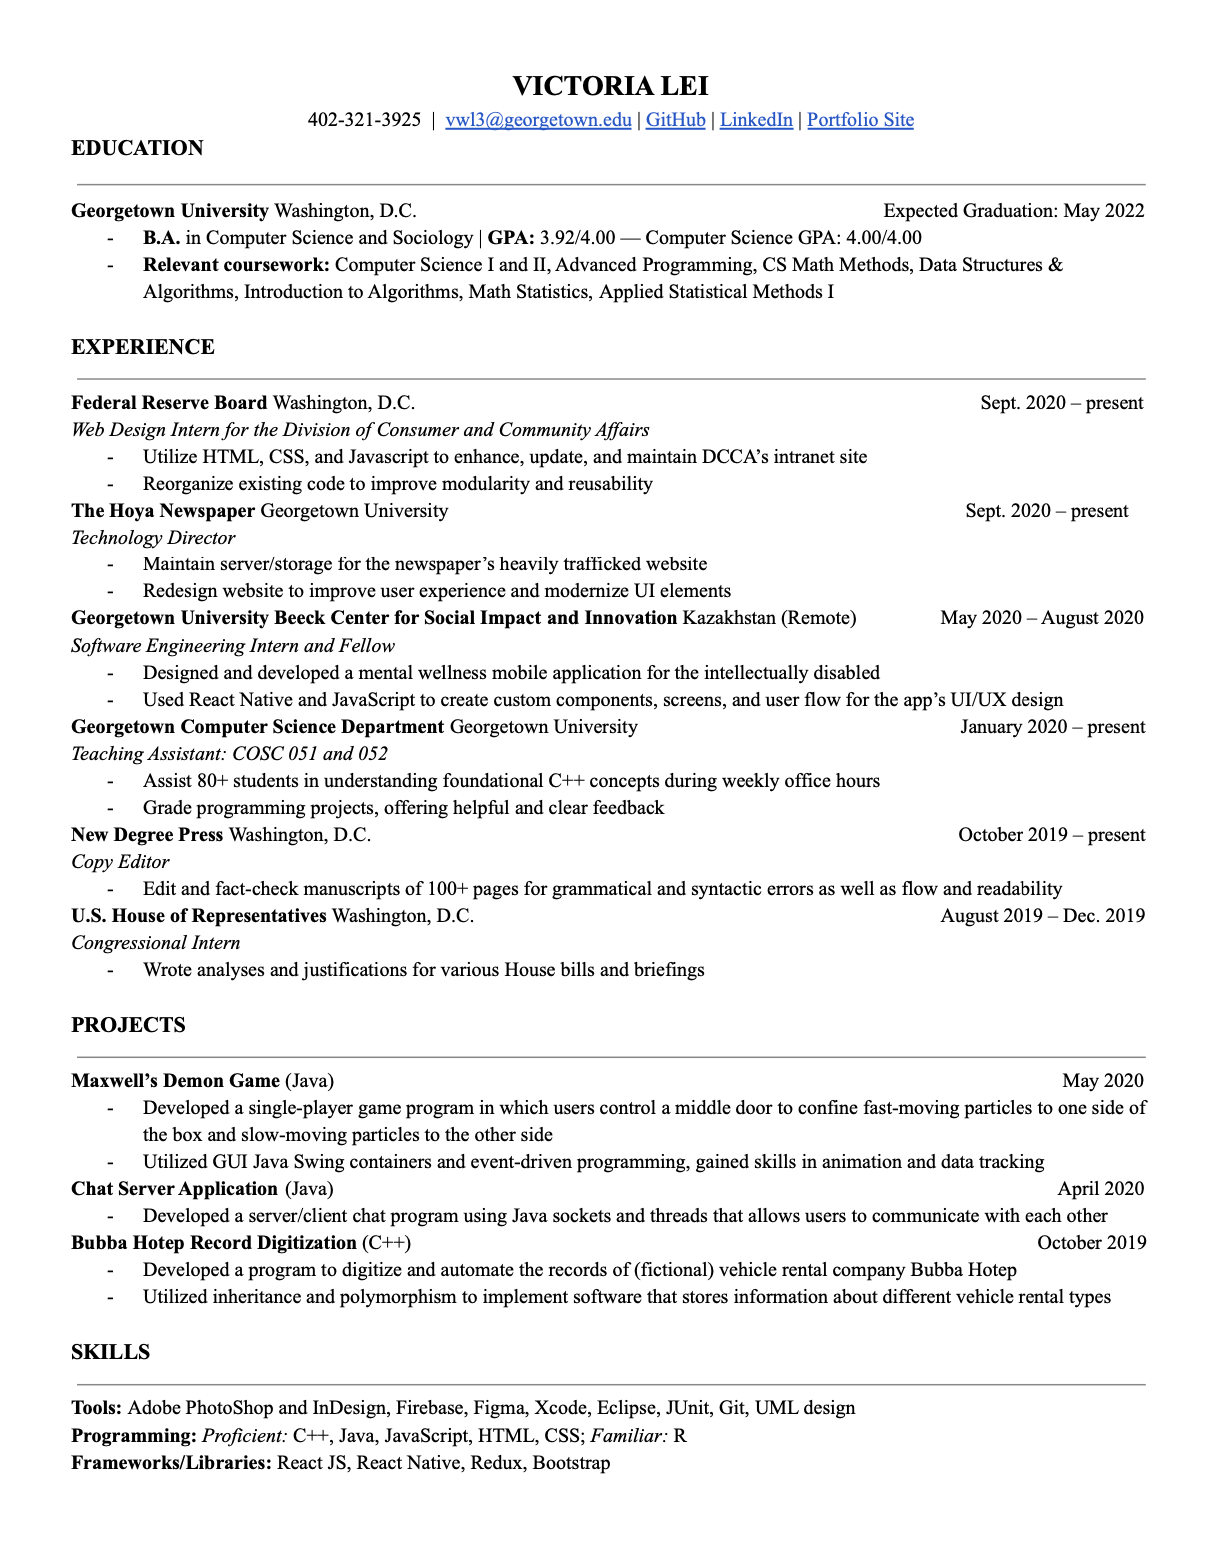 VICTORIA LEI
402-321-3925 | vwl3@georgetown.edu | GitHub | LinkedIn | Portfolio Site
EDUCATION
Georgetown University Washington, D.C. Expected Graduation: May 2022
- B.A. in Computer Science and Sociology | GPA: 3.92/4.00 — Computer Science GPA: 4.00/4.00
- Relevant coursework: Computer Science I and II, Advanced Programming, CS Math Methods, Data Structures &
Algorithms, Introduction to Algorithms, Math Statistics, Applied Statistical Methods I
EXPERIENCE
Federal Reserve Board Washington, D.C. Sept. 2020 – present
Web Design Intern for the Division of Consumer and Community Affairs
- Utilize HTML, CSS, and Javascript to enhance, update, and maintain DCCA’s intranet site
- Reorganize existing code to improve modularity and reusability
The Hoya Newspaper Georgetown University Sept. 2020 – present
Technology Director
- Maintain server/storage for the newspaper’s heavily trafficked website
- Redesign website to improve user experience and modernize UI elements
Georgetown University Beeck Center for Social Impact and Innovation Kazakhstan (Remote) May 2020 – August 2020
Software Engineering Intern and Fellow
- Designed and developed a mental wellness mobile application for the intellectually disabled
- Used React Native and JavaScript to create custom components, screens, and user flow for the app’s UI/UX design
Georgetown Computer Science Department Georgetown University January 2020 – present
Teaching Assistant: COSC 051 and 052
- Assist 80+ students in understanding foundational C++ concepts during weekly office hours
- Grade programming projects, offering helpful and clear feedback
New Degree Press Washington, D.C. October 2019 – present
Copy Editor
- Edit and fact-check manuscripts of 100+ pages for grammatical and syntactic errors as well as flow and readability
U.S. House of Representatives Washington, D.C. August 2019 – Dec. 2019
Congressional Intern
- Wrote analyses and justifications for various House bills and briefings
PROJECTS
Maxwell’s Demon Game (Java) May 2020
- Developed a single-player game program in which users control a middle door to confine fast-moving particles to one side of
the box and slow-moving particles to the other side
- Utilized GUI Java Swing containers and event-driven programming, gained skills in animation and data tracking
Chat Server Application (Java) April 2020
- Developed a server/client chat program using Java sockets and threads that allows users to communicate with each other
Bubba Hotep Record Digitization (C++) October 2019
- Developed a program to digitize and automate the records of (fictional) vehicle rental company Bubba Hotep
- Utilized inheritance and polymorphism to implement software that stores information about different vehicle rental types
SKILLS
Tools: Adobe PhotoShop and InDesign, Firebase, Figma, Xcode, Eclipse, JUnit, Git, UML design
Programming: Proficient: C++, Java, JavaScript, HTML, CSS; Familiar: R
Frameworks/Libraries: React JS, React Native, Redux, Bootstrap